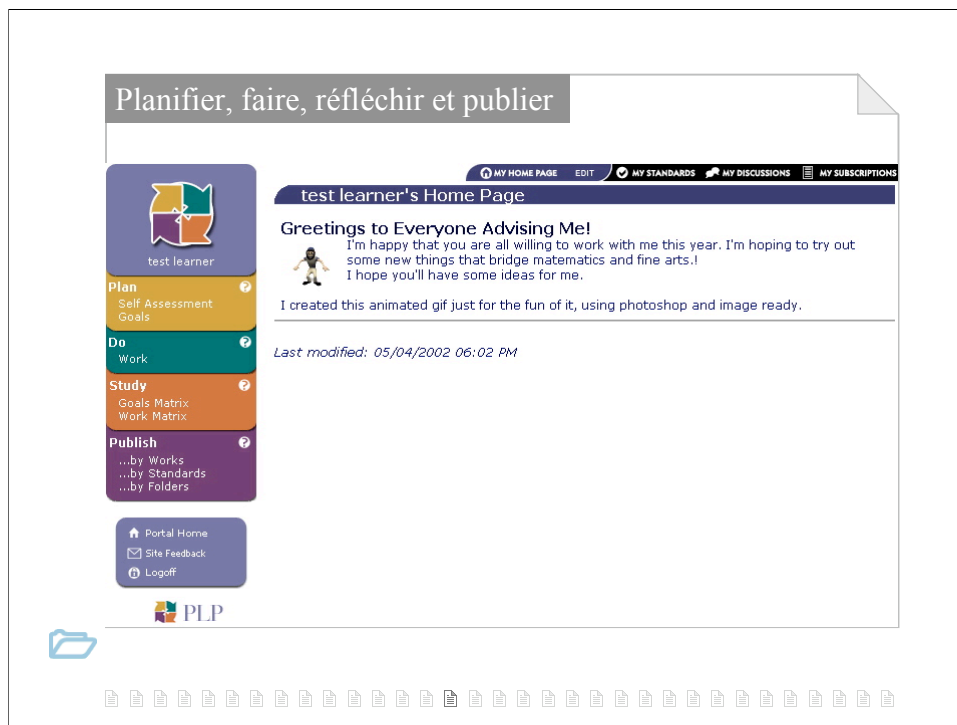 Planifier, faire, réfléchir et publier
MY HOME PAGE EDIT MY STANDARDS MY DISCUSSIONS MY SUBSCRIPTIONS
test learner's Home Page
test learner
Plan ?
Self Assessment
Goals
Do ?
Work
Study ?
Goals Matrix
Work Matrix
Publish ?
...by Works
...by Standards
...by Folders
Portal Home
Site Feedback
Logoff
PLP
Greetings to Everyone Advising Me!
I'm happy that you are all willing to work with me this year. I'm hoping to try out
some new things that bridge matematics and fine arts.!
I hope you'll have some ideas for me.
I created this animated gif just for the fun of it, using photoshop and image ready.
Last modified: 05/04/2002 06:02 PM